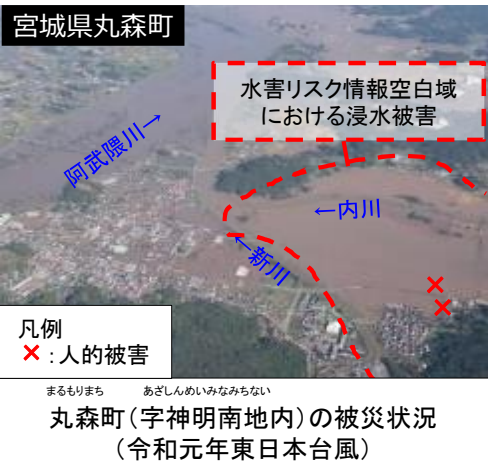 宮城県丸森町
水害リスク情報空白域
における浸水被害
阿武隈川→
←内川
←新川
凡例
×：人的被害
まるもりまち　あざしんめいみなみちない
丸森町(字神明南地内)の被災状況
(令和元年東日本台風)